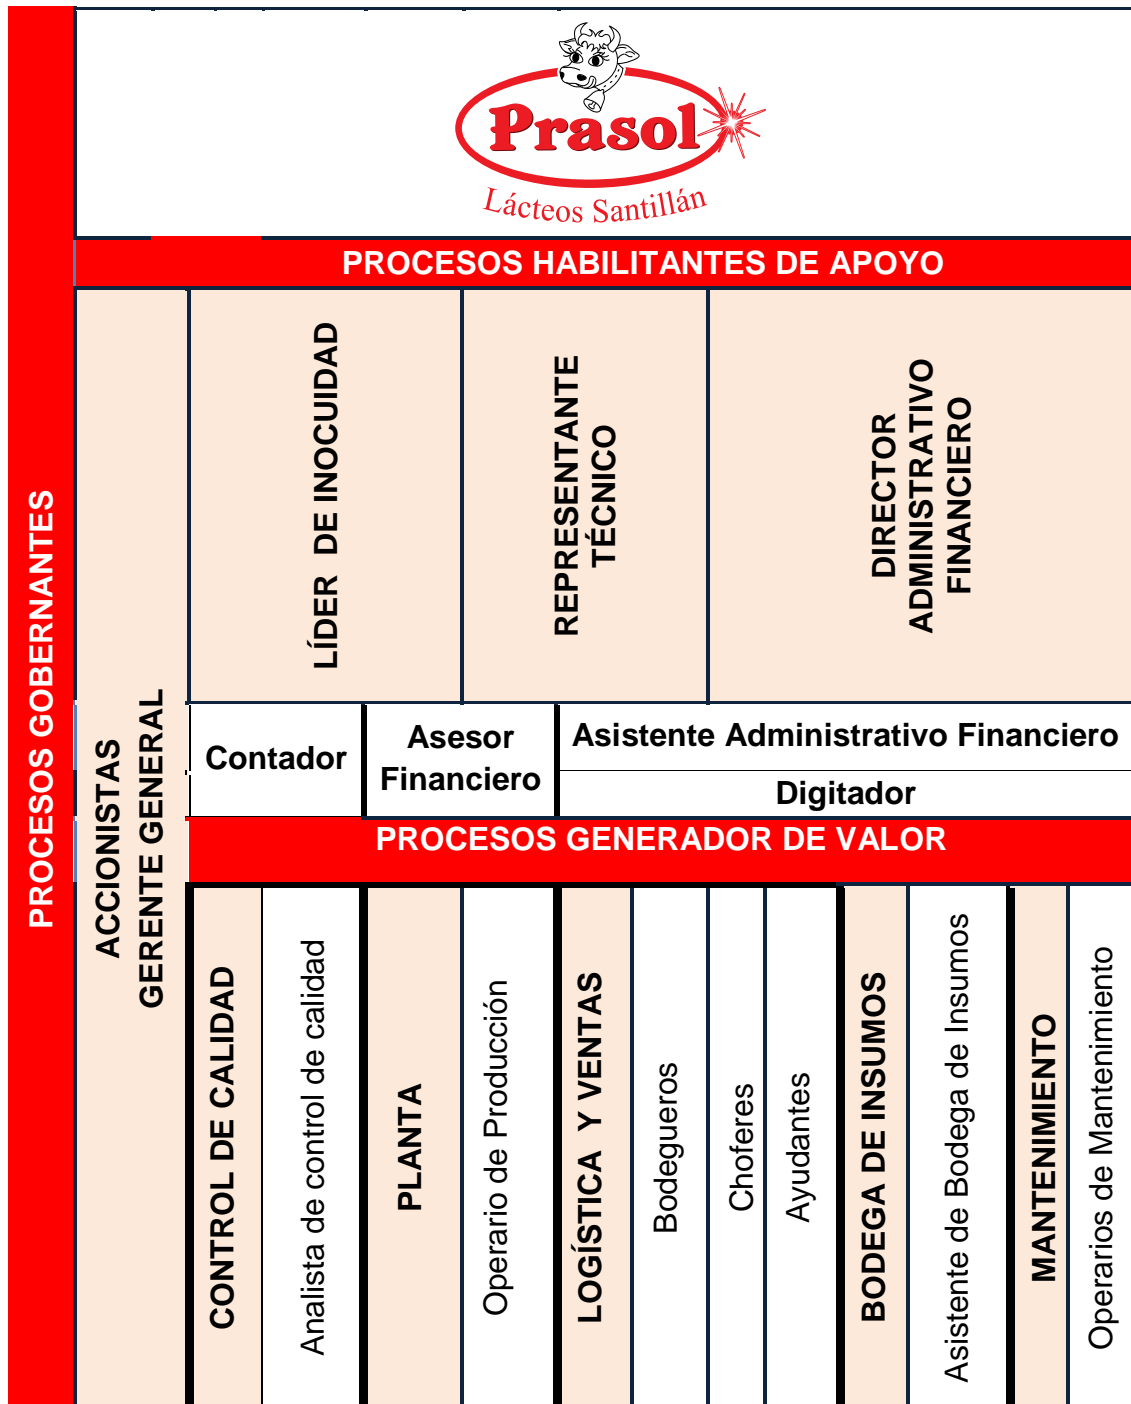 Prasol
Lácteos Santillán
PROCESOS GOBERNANTES
PROCESOS HABILITANTES DE APOYO
ACCIONISTAS
GERENTE GENERAL
LÍDER DE INOCUIDAD
REPRESENTANTE
TÉCNICO
DIRECTOR
ADMINISTRATIVO
FINANCIERO
Contador
Asesor
Financiero
Asistente Administrativo Financiero
Digitador
PROCESOS GENERADOR DE VALOR
CONTROL DE CALIDAD
Analista de control de calidad
PLANTA
Operario de Producción
LOGÍSTICA Y VENTAS
Bodegueros
Choferes
Ayudantes
BODEGA DE INSUMOS
Asistente de Bodega de Insumos
MANTENIMIENTO
Operarios de Mantenimiento